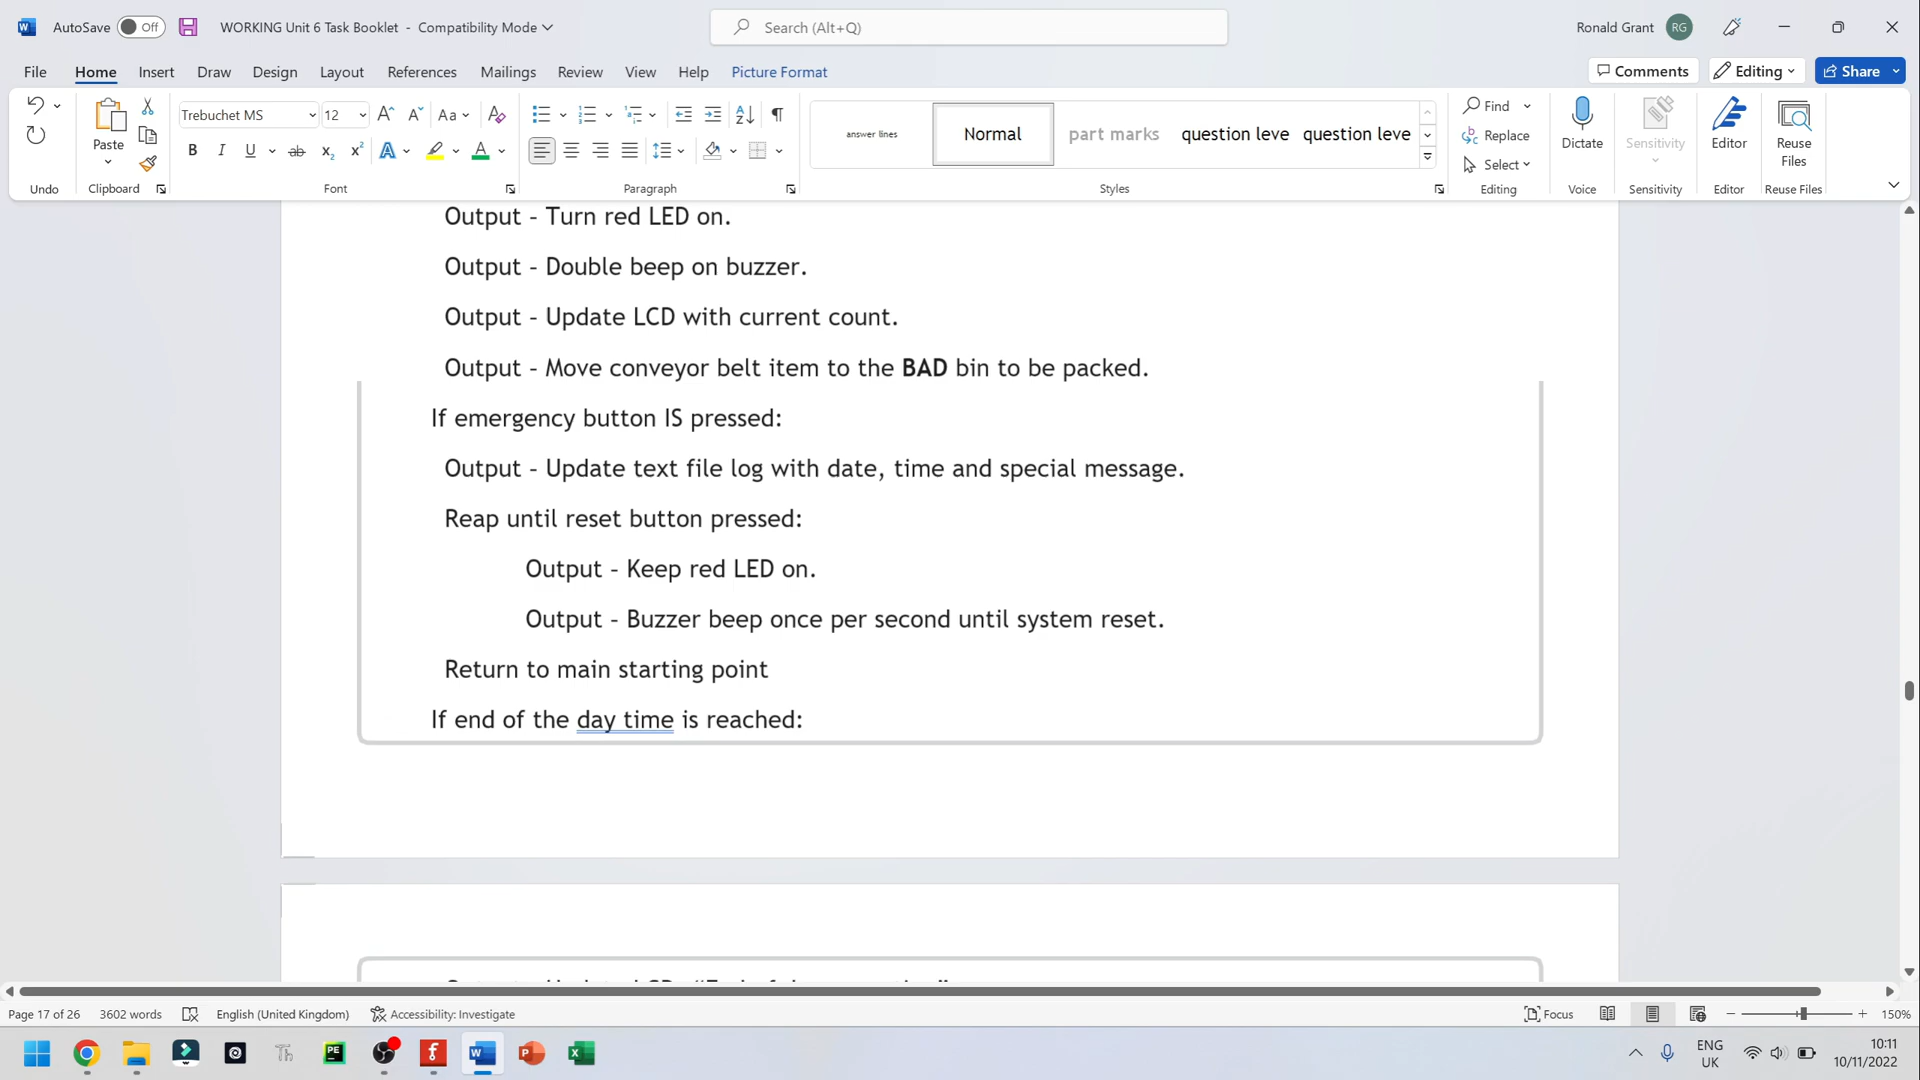 AutoSave Off WORKING Unit 6 Task Booklet - Compatibility Mode Search (Alt+Q) Ronald Grant RG
File Home Insert Draw Design Layout References Mailings Review View Help Picture Format Comments Editing Share
Trebuchet MS 12 Aa answer lines Normal part marks question leve question leve Find
Paste Replace Dictate Sensitivity Editor Reuse Files
B I U ab x₂ x² A A Select
Undo Clipboard Font Paragraph Styles Editing Voice Sensitivity Editor Reuse Files
Output - Turn red LED on.
Output - Double beep on buzzer.
Output - Update LCD with current count.
Output - Move conveyor belt item to the BAD bin to be packed.
If emergency button IS pressed:
Output - Update text file log with date, time and special message.
Reap until reset button pressed:
Output - Keep red LED on.
Output - Buzzer beep once per second until system reset.
Return to main starting point
If end of the day time is reached:
Page 17 of 26 3602 words English (United Kingdom) Accessibility: Investigate Focus 150%
Th PE ENG UK 10:11 10/11/2022